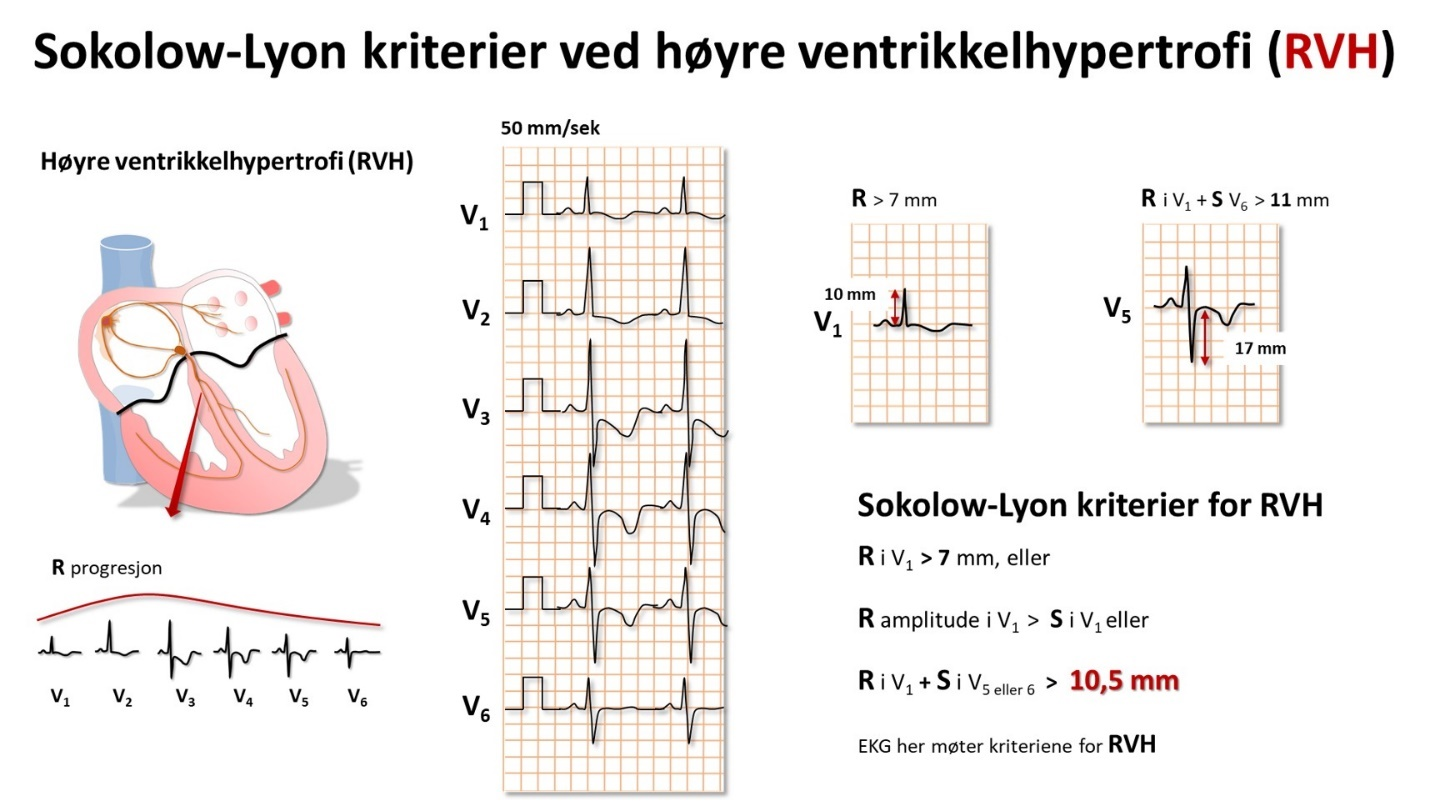 Sokolow-Lyon kriterier ved høyre ventrikkelhypertrofi (RVH)
Høyre ventrikkelhypertrofi (RVH)
R progresjon
V1 V2 V3 V4 V5 V6
50 mm/sek
V1
V2
V3
V4
V5
V6
R > 7 mm
10 mm
V1
R i V1 + S V6 > 11 mm
V5
17 mm
Sokolow-Lyon kriterier for RVH
R i V1 > 7 mm, eller
R amplitude i V1 > S i V1 eller
R i V1 + S i V5 eller 6 > 10,5 mm
EKG her møter kriteriene for RVH